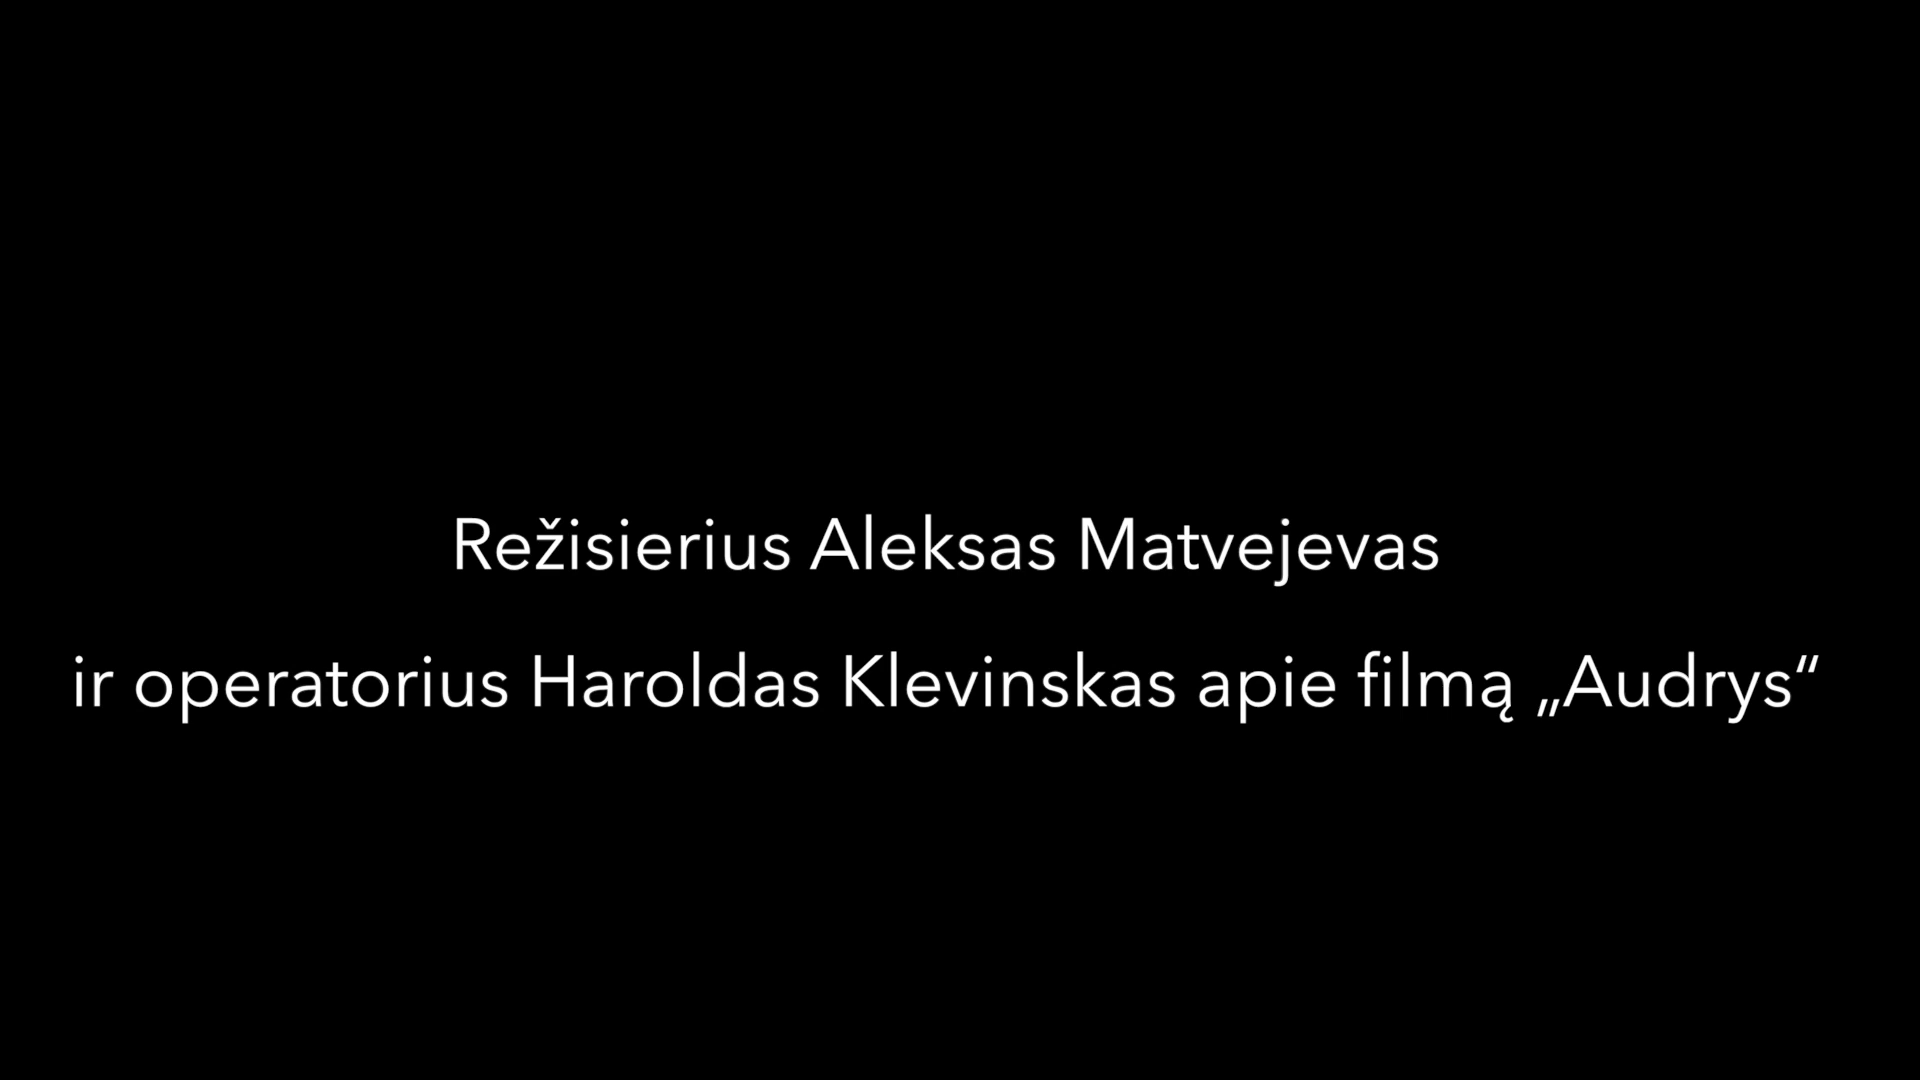 Režisierius Aleksas Matvejevas
ir operatorius Haroldas Klevinskas apie filmą „Audrys“